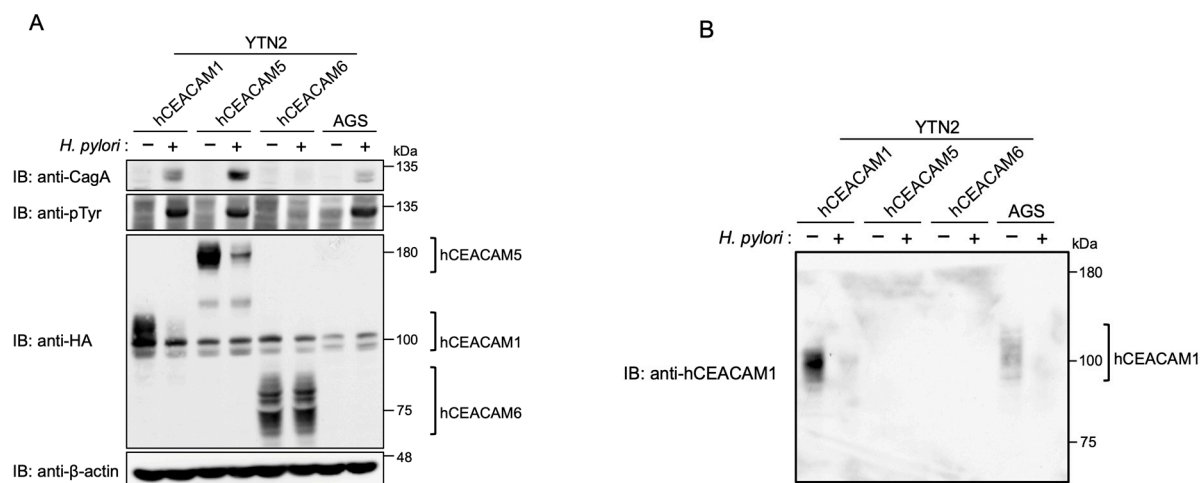 A
YTN2
hCEACAM1 hCEACAM5 hCEACAM6 AGS
H. pylori : − + − + − + − + kDa
IB: anti-CagA 135
IB: anti-pTyr 135
180 hCEACAM5
IB: anti-HA 100 hCEACAM1
75 hCEACAM6
48
IB: anti-β-actin
B
YTN2
hCEACAM1 hCEACAM5 hCEACAM6 AGS
H. pylori : − + − + − + − + kDa
180
IB: anti-hCEACAM1 100 hCEACAM1
75